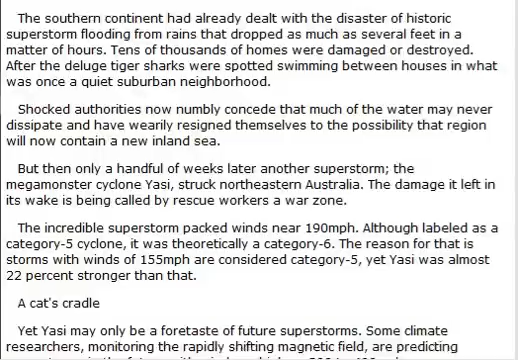 The southern continent had already dealt with the disaster of historic
superstorm flooding from rains that dropped as much as several feet in a
matter of hours. Tens of thousands of homes were damaged or destroyed.
After the deluge tiger sharks were spotted swimming between houses in what
was once a quiet suburban neighborhood.
Shocked authorities now numbly concede that much of the water may never
dissipate and have wearily resigned themselves to the possibility that region
will now contain a new inland sea.
But then only a handful of weeks later another superstorm; the
megamonster cyclone Yasi, struck northeastern Australia. The damage it left in
its wake is being called by rescue workers a war zone.
The incredible superstorm packed winds near 190mph. Although labeled as a
category-5 cyclone, it was theoretically a category-6. The reason for that is
storms with winds of 155mph are considered category-5, yet Yasi was almost
22 percent stronger than that.
A cat's cradle
Yet Yasi may only be a foretaste of future superstorms. Some climate
researchers, monitoring the rapidly shifting magnetic field, are predicting